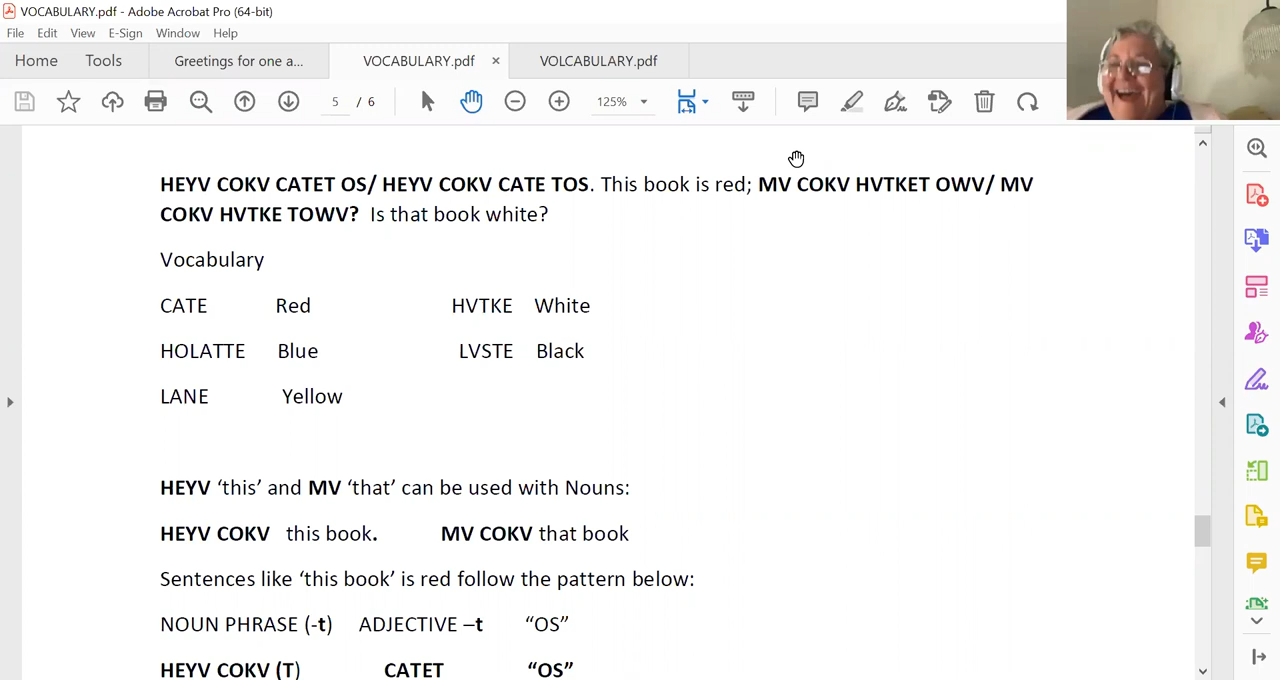 VOCABULARY.pdf - Adobe Acrobat Pro (64-bit)
File Edit View E-Sign Window Help
Home Tools Greetings for one a... VOCABULARY.pdf × VOLCABULARY.pdf
5 / 6 125%
HEYV COKV CATET OS/ HEYV COKV CATE TOS. This book is red; MV COKV HVTKET OWV/ MV
COKV HVTKE TOWV? Is that book white?
Vocabulary
CATE Red HVTKE White
HOLATTE Blue LVSTE Black
LANE Yellow
HEYV ‘this’ and MV ‘that’ can be used with Nouns:
HEYV COKV this book. MV COKV that book
Sentences like ‘this book’ is red follow the pattern below:
NOUN PHRASE (-t) ADJECTIVE –t “OS”
HEYV COKV (T) CATET “OS”